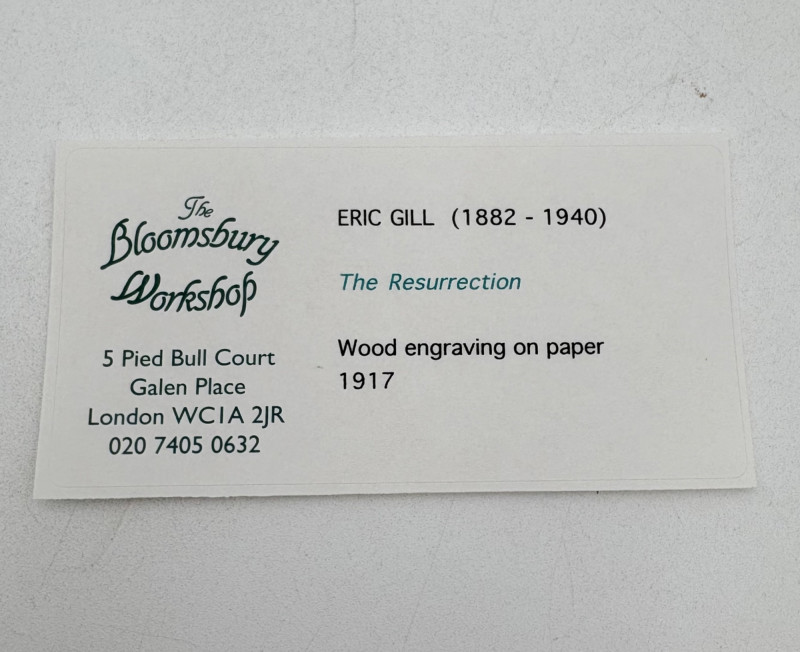 The
Bloomsbury
Workshop
5 Pied Bull Court
Galen Place
London WC1A 2JR
020 7405 0632
ERIC GILL (1882 - 1940)
The Resurrection
Wood engraving on paper
1917